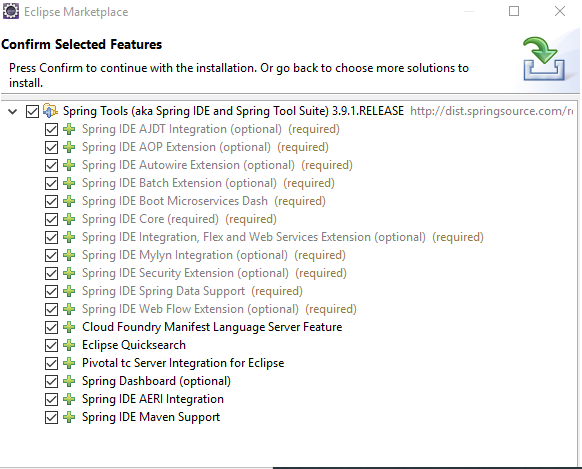 Eclipse Marketplace
Confirm Selected Features
Press Confirm to continue with the installation. Or go back to choose more solutions to
install.
Spring Tools (aka Spring IDE and Spring Tool Suite) 3.9.1.RELEASE http://dist.springsource.com/r
Spring IDE AJDT Integration (optional) (required)
Spring IDE AOP Extension (optional) (required)
Spring IDE Autowire Extension (optional) (required)
Spring IDE Batch Extension (optional) (required)
Spring IDE Boot Microservices Dash (required)
Spring IDE Core (required) (required)
Spring IDE Integration, Flex and Web Services Extension (optional) (required)
Spring IDE Mylyn Integration (optional) (required)
Spring IDE Security Extension (optional) (required)
Spring IDE Spring Data Support (required)
Spring IDE Web Flow Extension (optional) (required)
Cloud Foundry Manifest Language Server Feature
Eclipse Quicksearch
Pivotal tc Server Integration for Eclipse
Spring Dashboard (optional)
Spring IDE AERI Integration
Spring IDE Maven Support